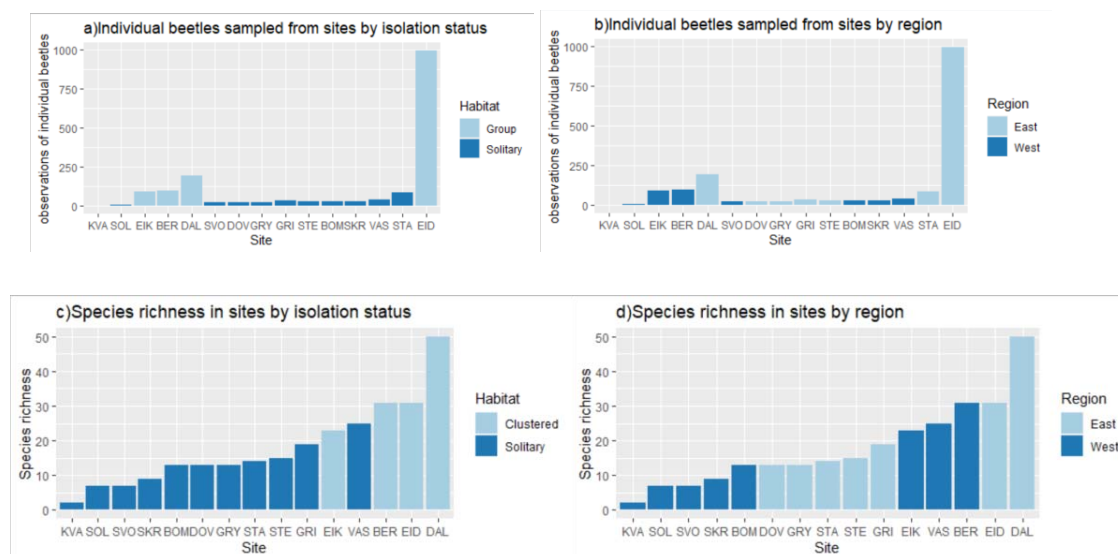 a)Individual beetles sampled from sites by isolation status
observations of individual beetles
1000
750
500
250
0
KVA SOL EIK BER DAL SVO DOV GRY GRI STE BOM SKR VAS STA EID
Site
Habitat
Group
Solitary
b)Individual beetles sampled from sites by region
observations of individual beetles
1000
750
500
250
0
KVA SOL EIK BER DAL SVO DOV GRY GRI STE BOM SKR VAS STA EID
Site
Region
East
West
c)Species richness in sites by isolation status
Species richness
50
40
30
20
10
0
KVA SOL SVO SKR BOM DOV GRY STA STE GRI EIK VAS BER EID DAL
Site
Habitat
Clustered
Solitary
d)Species richness in sites by region
Species richness
50
40
30
20
10
0
KVA SOL SVO SKR BOM DOV GRY STA STE GRI EIK VAS BER EID DAL
Site
Region
East
West